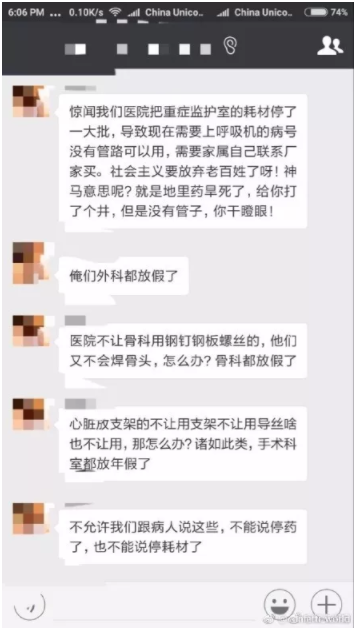 6:06 PM ... 0.10K/s China Unico... China Unico... 74%
惊闻我们医院把重症监护室的耗材停了
一大批，导致现在需要上呼吸机的病号
没有管路可以用，需要家属自己联系厂
家买。社会主义要放弃老百姓了呀！神
马意思呢？就是地里药旱死了，给你打
了个井，但是没有管子，你干瞪眼！
俺们外科都放假了
医院不让骨科用钢钉钢板螺丝的，他们
又不会焊骨头，怎么办？骨科都放假了
心脏放支架的不让用支架不让用导丝啥
也不让用，那怎么办？诸如此类，手术科
室都放年假了
不允许我们跟病人说这些，不能说停药
了，也不能说停耗材了